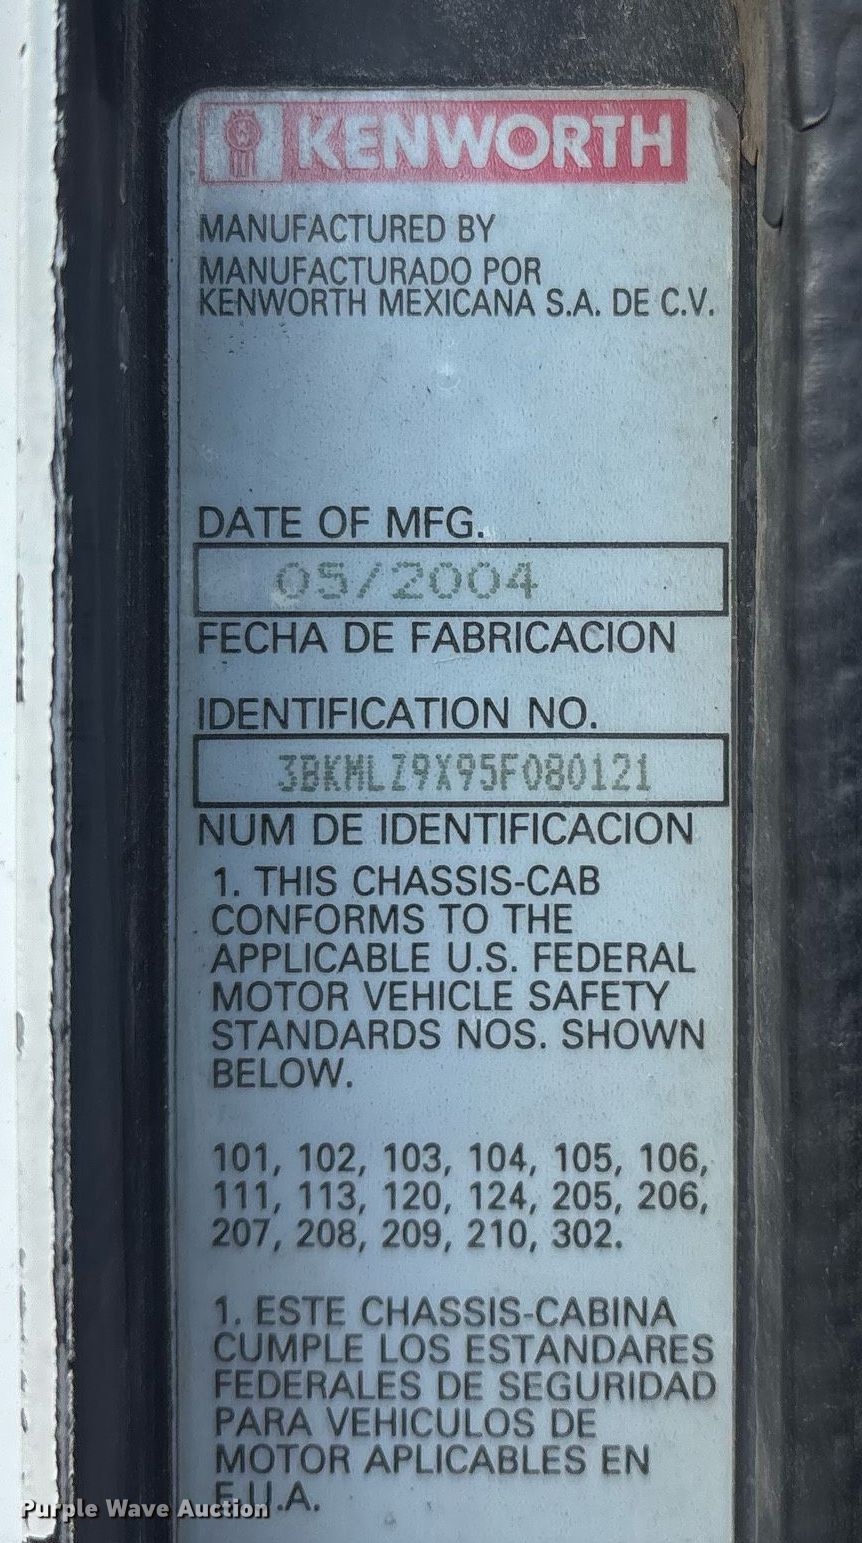 KENWORTH
MANUFACTURED BY
MANUFACTURADO POR
KENWORTH MEXICANA S.A. DE C.V.
DATE OF MFG.
05/2004
FECHA DE FABRICACION
IDENTIFICATION NO.
3BKMLZ9X95F080121
NUM DE IDENTIFICACION
1. THIS CHASSIS-CAB
CONFORMS TO THE
APPLICABLE U.S. FEDERAL
MOTOR VEHICLE SAFETY
STANDARDS NOS. SHOWN
BELOW.
101, 102, 103, 104, 105, 106,
111, 113, 120, 124, 205, 206,
207, 208, 209, 210, 302.
1. ESTE CHASSIS-CABINA
CUMPLE LOS ESTANDARES
FEDERALES DE SEGURIDAD
PARA VEHICULOS DE
MOTOR APLICABLES EN
E.U.A.
Purple Wave Auction